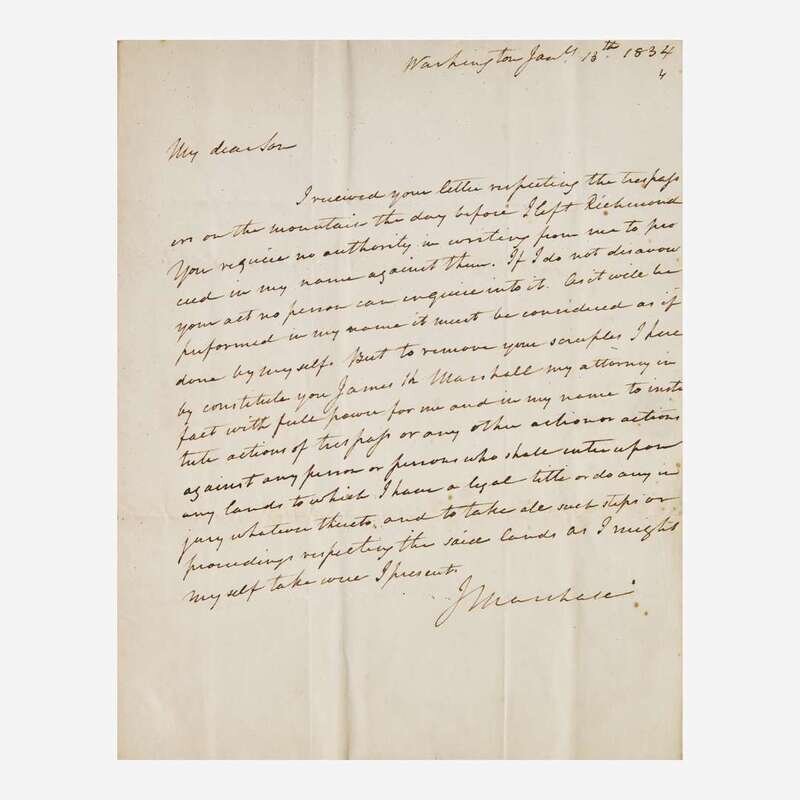 Washington Jany. 13th. 1834
4
My dear Son
I received your letter respecting the trespass
ers on the mountain the day before I left Richmond
You require no authority in writing from me to pro
ceed in my name against them. If I do not disavow
your act no person can enquire into it. As it will be
performed in my name it must be considered as if
done by myself. But to remove your scruples I here
by constitute you James K Marshall my attorney in
fact with full power for me and in my name to insti
tute actions of trespass or any other action or actions
against any person or persons who shall enter upon
any lands to which I have a legal title or do any in
jury whatever thereto, and to take all such steps or
proceedings respecting the said lands as I might
myself take were I present.
J Marshall